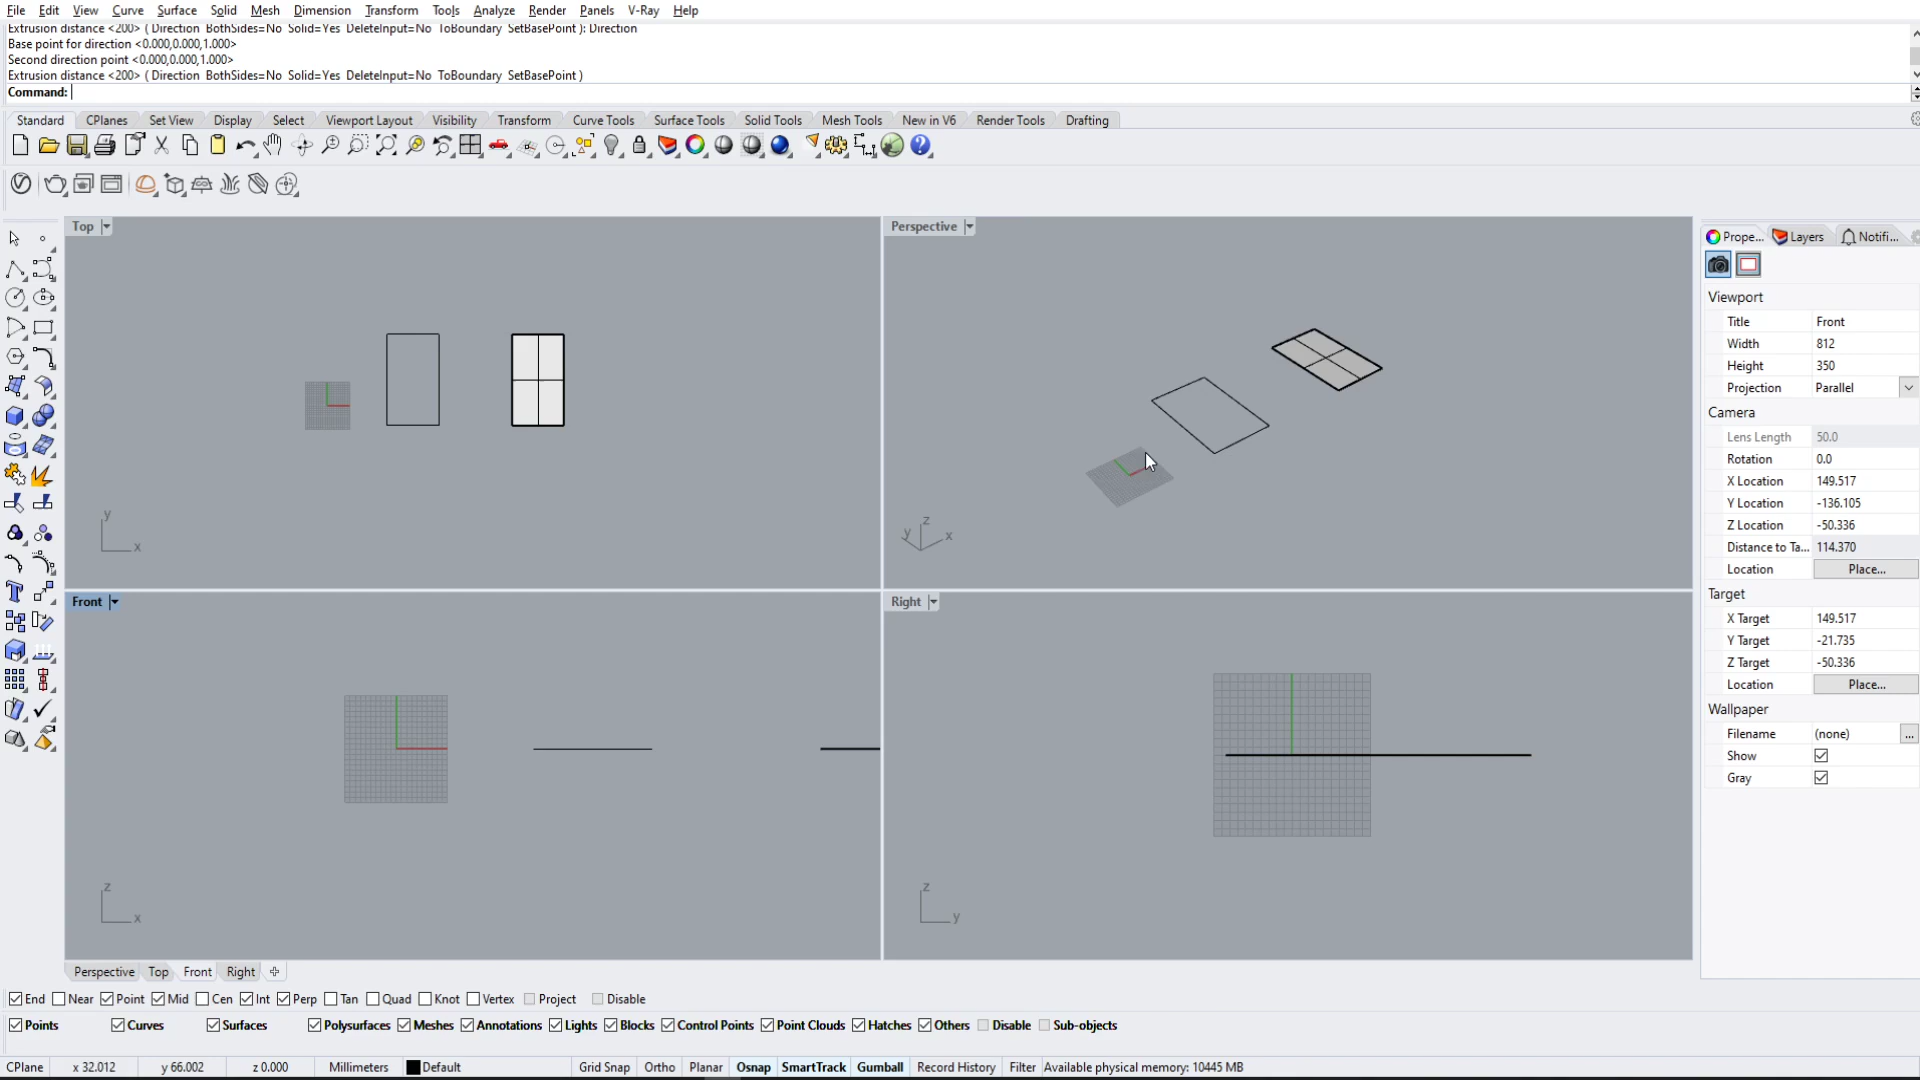 File Edit View Curve Surface Solid Mesh Dimension Transform Tools Analyze Render Panels V-Ray Help
Extrusion distance <200> ( Direction BothSides=No Solid=Yes DeleteInput=No ToBoundary SetBasePoint ): Direction
Base point for direction <0.000,0.000,1.000>
Second direction point <0.000,0.000,1.000>
Extrusion distance <200> ( Direction BothSides=No Solid=Yes DeleteInput=No ToBoundary SetBasePoint )
Command:
Standard CPlanes Set View Display Select Viewport Layout Visibility Transform Curve Tools Surface Tools Solid Tools Mesh Tools New in V6 Render Tools Drafting
Top
y
x
Perspective
z
y x
Front
z
x
Right
z
y
Prope... Layers Notifi...
Viewport
Title Front
Width 812
Height 350
Projection Parallel
Camera
Lens Length 50.0
Rotation 0.0
X Location 149.517
Y Location -136.105
Z Location -50.336
Distance to Ta... 114.370
Location Place...
Target
X Target 149.517
Y Target -21.735
Z Target -50.336
Location Place...
Wallpaper
Filename (none) ...
Show
Gray
Perspective Top Front Right
End Near Point Mid Cen Int Perp Tan Quad Knot Vertex Project Disable
Points Curves Surfaces Polysurfaces Meshes Annotations Lights Blocks Control Points Point Clouds Hatches Others Disable Sub-objects
CPlane x 32.012 y 66.002 z 0.000 Millimeters Default Grid Snap Ortho Planar Osnap SmartTrack Gumball Record History Filter Available physical memory: 10445 MB